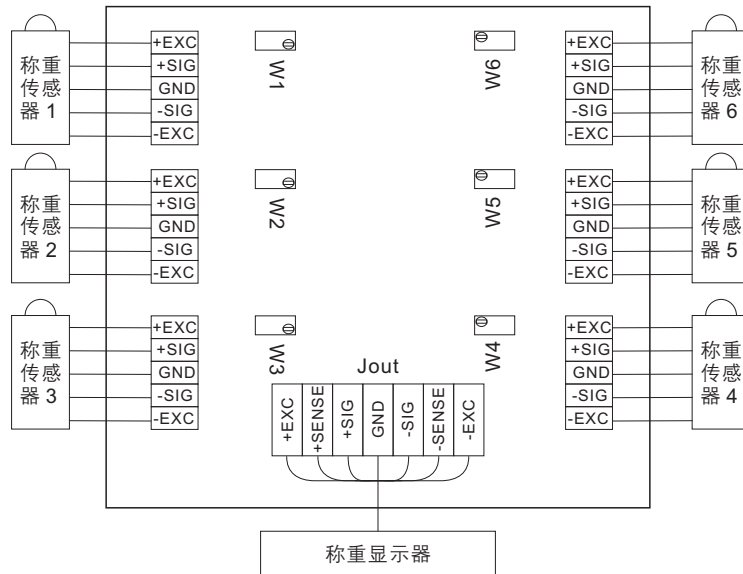 称重
传感
器 1
+EXC
+SIG
GND
-SIG
-EXC
W1
W6
+EXC
+SIG
GND
-SIG
-EXC
称重
传感
器 6
称重
传感
器 2
+EXC
+SIG
GND
-SIG
-EXC
W2
W5
+EXC
+SIG
GND
-SIG
-EXC
称重
传感
器 5
称重
传感
器 3
+EXC
+SIG
GND
-SIG
-EXC
W3
W4
+EXC
+SIG
GND
-SIG
-EXC
称重
传感
器 4
Jout
+EXC
+SENSE
+SIG
GND
-SIG
-SENSE
-EXC
称重显示器